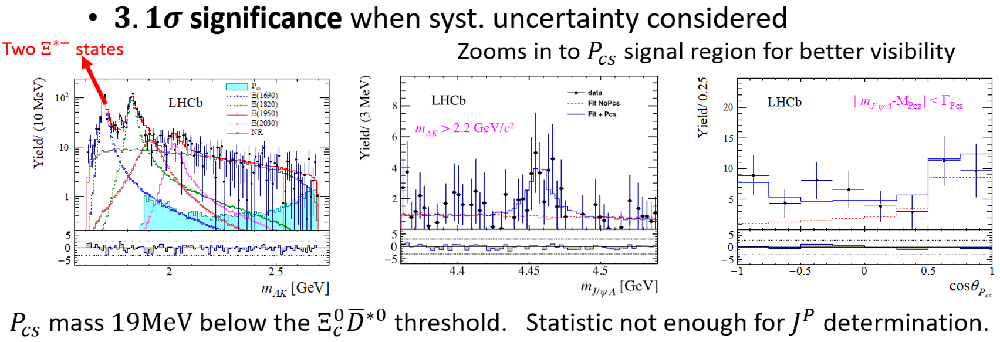 • 3.1σ significance when syst. uncertainty considered
Two Ξ*⁻ states
Zooms in to P_cs signal region for better visibility
Yield/ (10 MeV)
10²
10
1
LHCb
P_cs
Ξ(1690)
Ξ(1820)
Ξ(1950)
Ξ(2030)
NR
5
0
−5
2
2.5
m_ΛK [GeV]
Yield/ (3 MeV)
8
6
4
2
LHCb
data
Fit NoPcs
Fit + Pcs
m_ΛK > 2.2 GeV/c²
5
0
−5
4.4
4.45
4.5
m_J/ψΛ [GeV]
Yield/ 0.25
20
15
10
5
LHCb
| m_J/ψΛ-M_Pcs| < Γ_Pcs
5
0
−5
−1
−0.5
0
0.5
1
cosθ_Pcs
P_cs mass 19MeV below the Ξ_c⁰D̅*⁰ threshold. Statistic not enough for J^P determination.